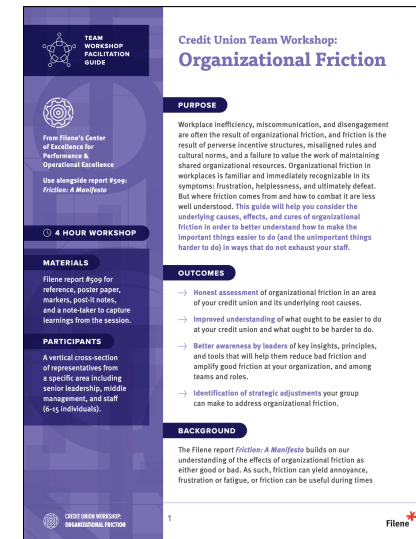 TEAM
WORKSHOP
FACILITATION
GUIDE
From Filene's Center
of Excellence for
Performance &
Operational Excellence
Use alongside report #509:
Friction: A Manifesto
4 HOUR WORKSHOP
MATERIALS
Filene report #509 for
reference, poster paper,
markers, post-it notes,
and a note-taker to capture
learnings from the session.
PARTICIPANTS
A vertical cross-section
of representatives from
a specific area including
senior leadership, middle
management, and staff
(6-15 individuals).
Credit Union Team Workshop:
Organizational Friction
PURPOSE
Workplace inefficiency, miscommunication, and disengagement
are often the result of organizational friction, and friction is the
result of perverse incentive structures, misaligned rules and
cultural norms, and a failure to value the work of maintaining
shared organizational resources. Organizational friction in
workplaces is familiar and immediately recognizable in its
symptoms: frustration, helplessness, and ultimately defeat.
But where friction comes from and how to combat it are less
well understood. This guide will help you consider the
underlying causes, effects, and cures of organizational
friction in order to better understand how to make the
important things easier to do (and the unimportant things
harder to do) in ways that do not exhaust your staff.
OUTCOMES
→ Honest assessment of organizational friction in an area
of your credit union and its underlying root causes.
→ Improved understanding of what ought to be easier to do
at your credit union and what ought to be harder to do.
→ Better awareness by leaders of key insights, principles,
and tools that will help them reduce bad friction and
amplify good friction at your organization, and among
teams and roles.
→ Identification of strategic adjustments your group
can make to address organizational friction.
BACKGROUND
The Filene report Friction: A Manifesto builds on our
understanding of the effects of organizational friction as
either good or bad. As such, friction can yield annoyance,
frustration or fatigue, or friction can be useful during times
CREDIT UNION WORKSHOP:
ORGANIZATIONAL FRICTION
1
Filene